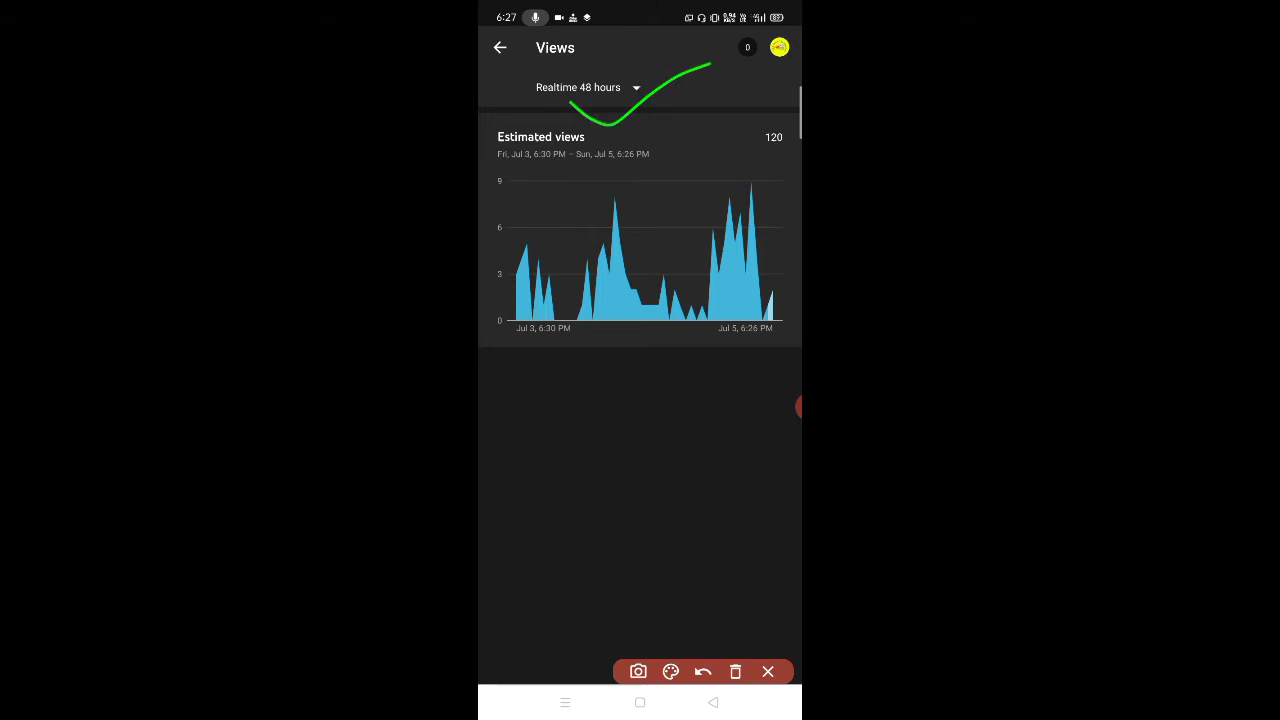 6:27
Views
0
Realtime 48 hours
Estimated views
120
Fri, Jul 3, 6:30 PM – Sun, Jul 5, 6:26 PM
9
6
3
0
Jul 3, 6:30 PM
Jul 5, 6:26 PM